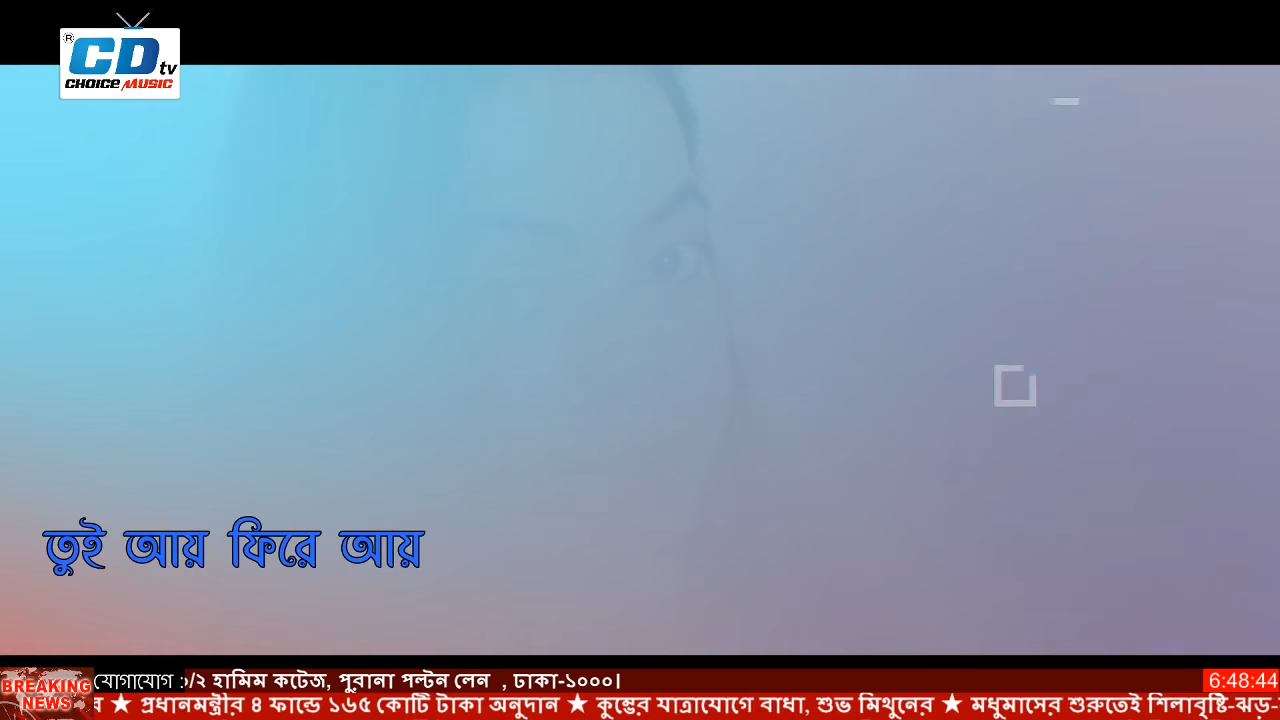 ® CD tv
CHOICE MUSIC
তুই আয় ফিরে আয়
যোগাযোগ : ১/২ হামিম কটেজ, পুরানা পল্টন লেন , ঢাকা-১০০০।
6:48:44
BREAKING
NEWS
★ প্রধানমন্ত্রীর ৪ ফান্ডে ১৬৫ কোটি টাকা অনুদান ★ কুম্ভের যাত্রাযোগে বাধা, শুভ মিথুনের ★ মধুমাসের শুরুতেই শিলাবৃষ্টি-ঝড়-